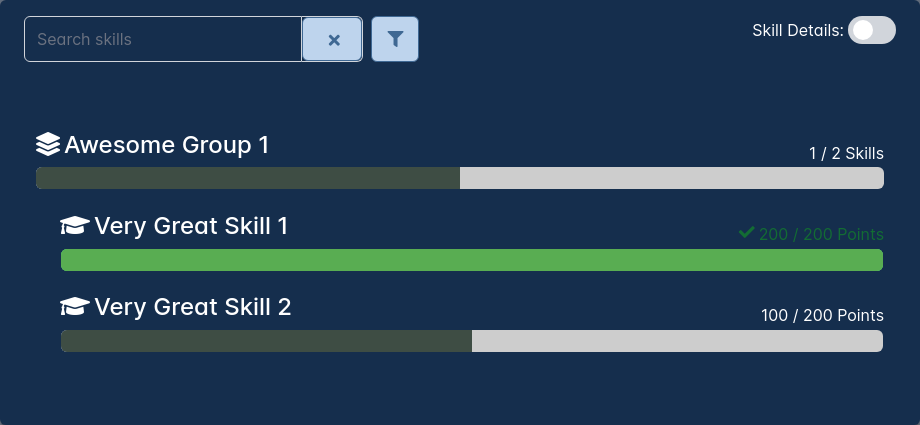 Search skills
Skill Details:
Awesome Group 1
1 / 2 Skills
Very Great Skill 1
200 / 200 Points
Very Great Skill 2
100 / 200 Points